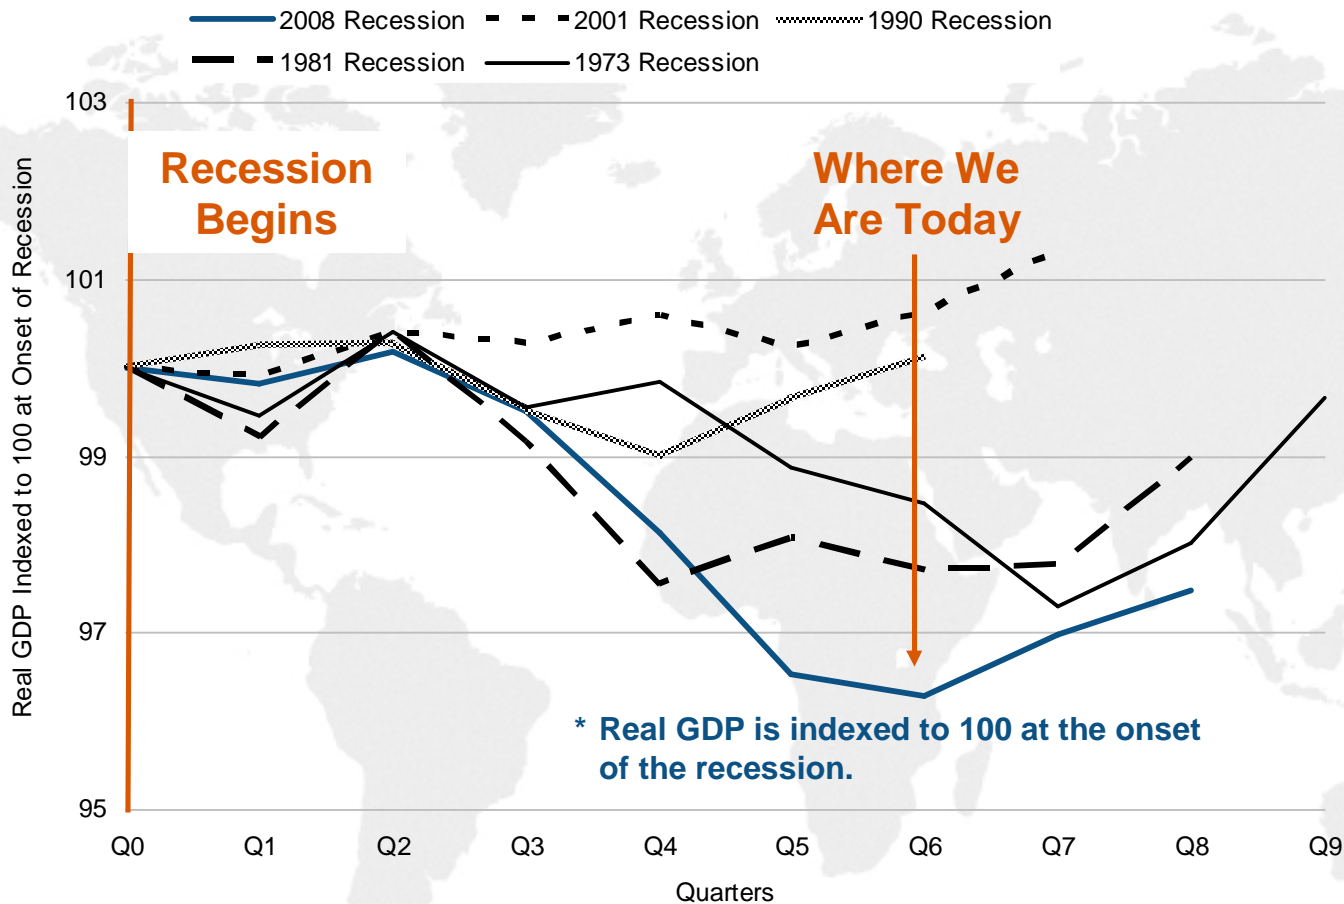 2008 Recession 2001 Recession 1990 Recession
1981 Recession 1973 Recession
103
101
99
97
95
Real GDP Indexed to 100 at Onset of Recession
Recession
Begins
Where We
Are Today
* Real GDP is indexed to 100 at the onset
of the recession.
Q0 Q1 Q2 Q3 Q4 Q5 Q6 Q7 Q8 Q9
Quarters